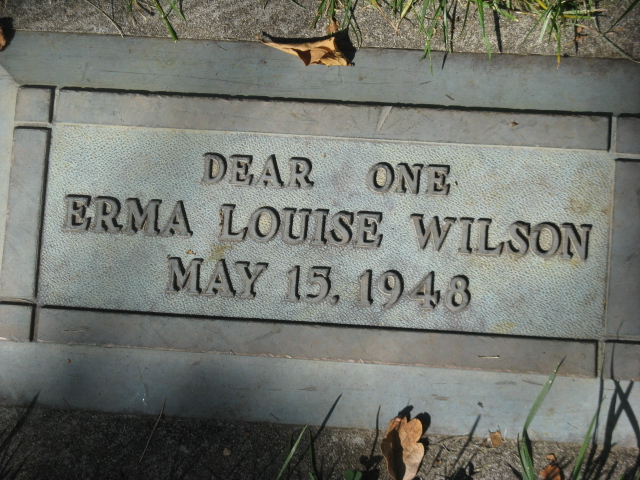 DEAR ONE
ERMA LOUISE WILSON
MAY 15, 1948